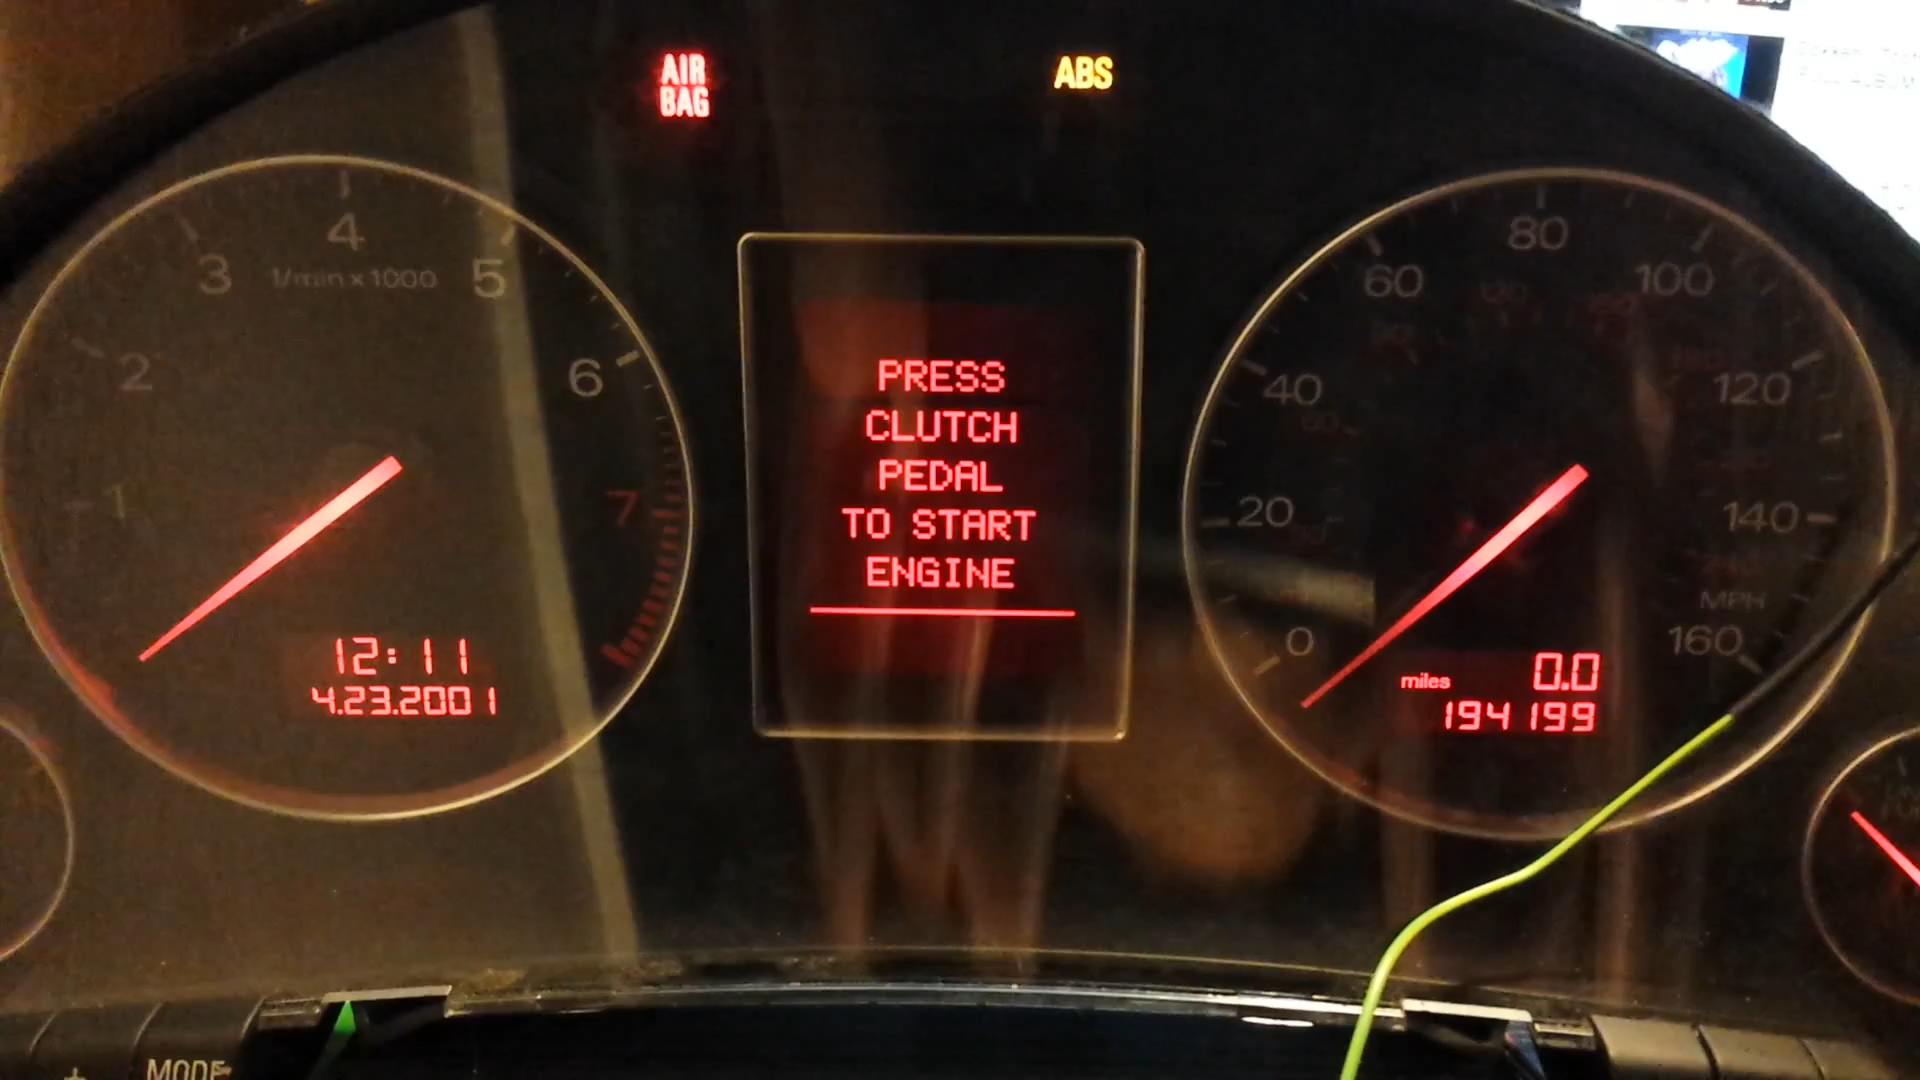 AIR
BAG
ABS
1
2
3
4
5
6
7
1/min x 1000
12:11
4.23.2001
PRESS
CLUTCH
PEDAL
TO START
ENGINE
0
20
40
60
80
100
120
140
160
MPH
miles
0.0
194199
MODE